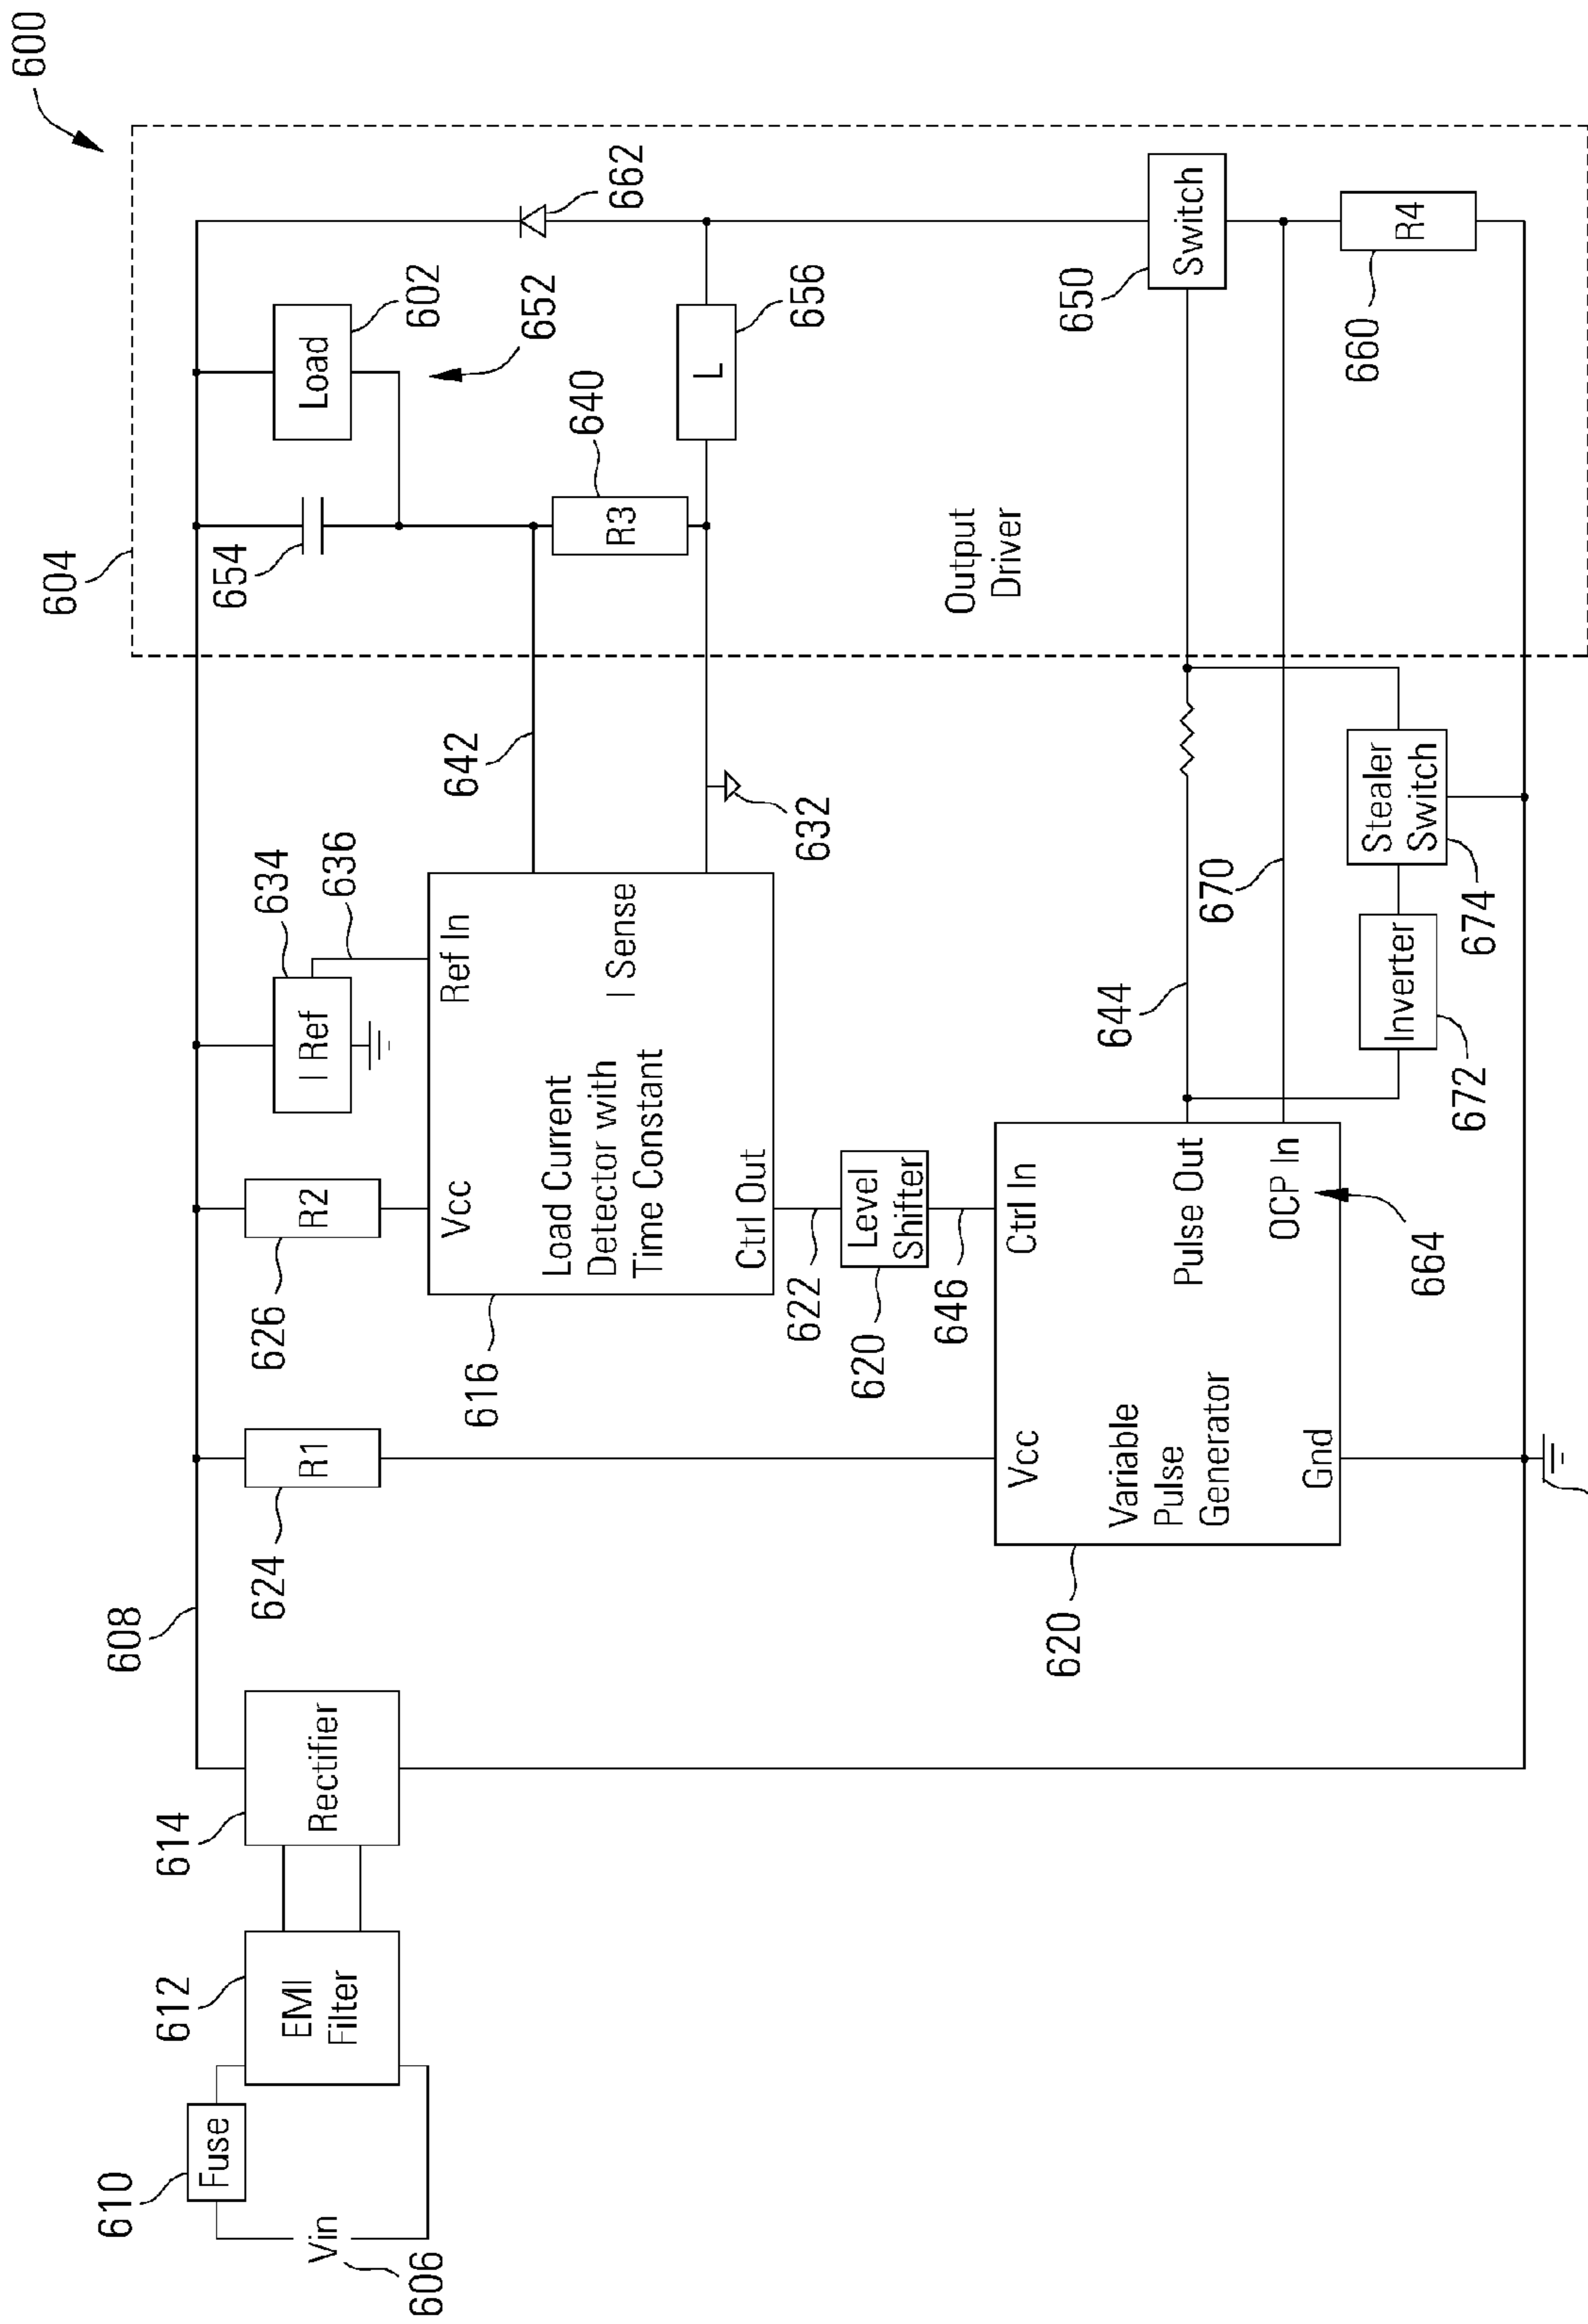 600
604
608
610
Fuse
Vin
606
612
EMI
Filter
614
Rectifier
624
R1
626
R2
634
I Ref
636
654
Load
602
652
662
642
640
R3
L
656
632
616
Vcc
Ref In
Load Current
Detector with
Time Constant
I Sense
Ctrl Out
622
Level
Shifter
620
646
Output
Driver
650
Switch
644
670
620
Vcc
Ctrl In
Variable
Pulse
Generator
Pulse Out
OCP In
Gnd
664
672
Inverter
Stealer
Switch
674
R4
660